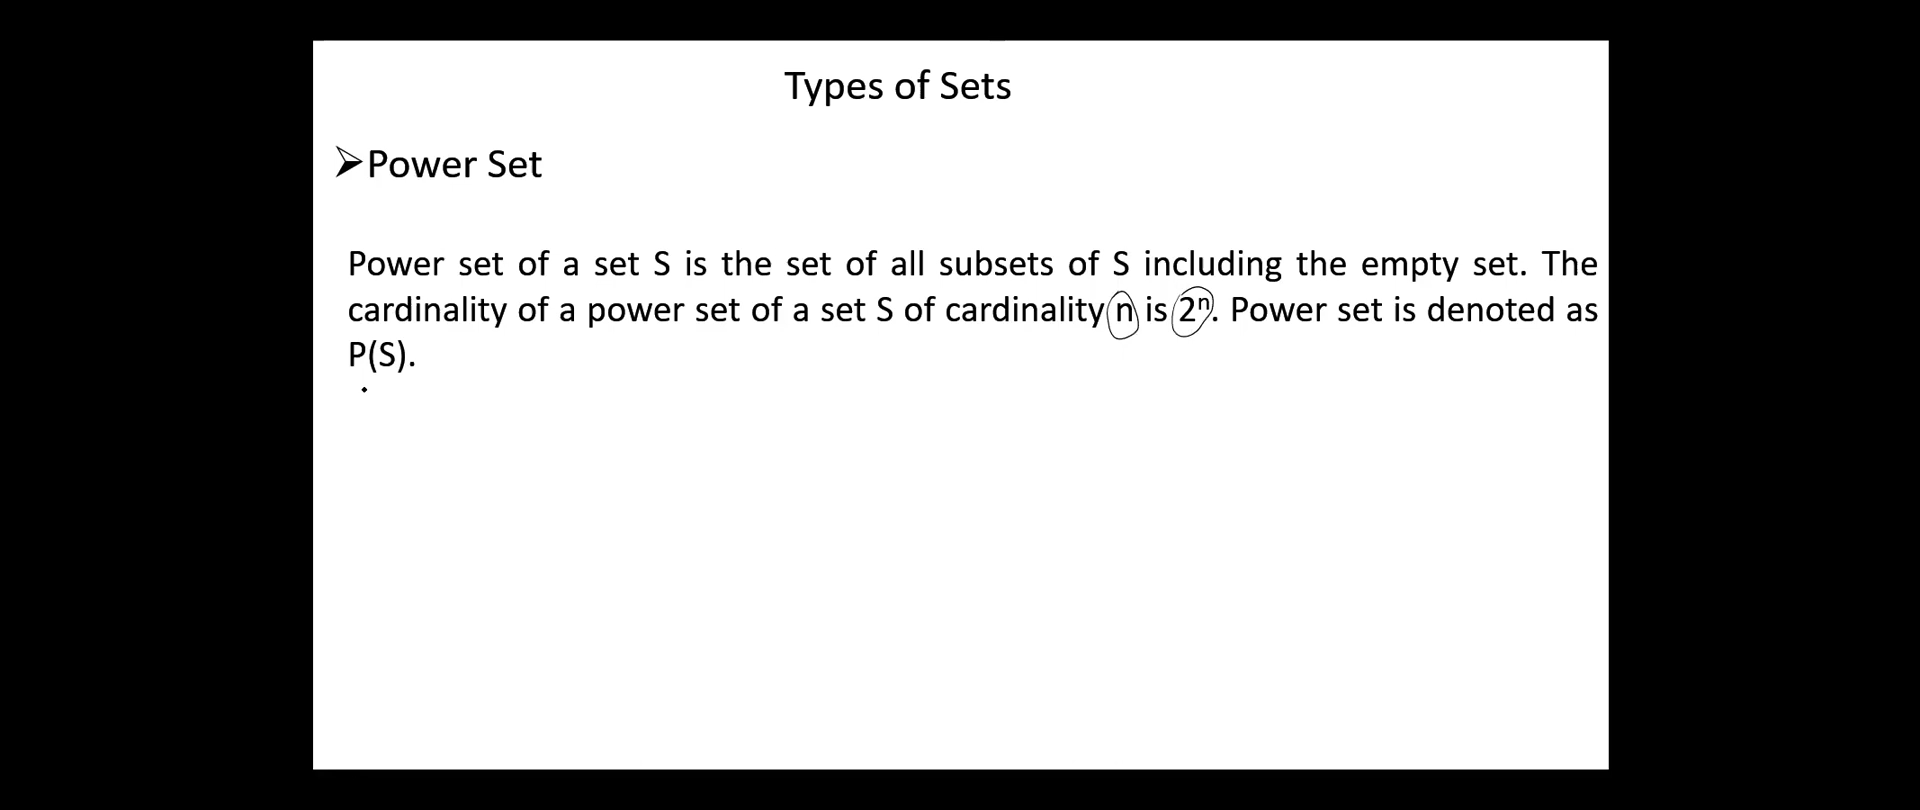 Types of Sets
➢Power Set
Power set of a set S is the set of all subsets of S including the empty set. The
cardinality of a power set of a set S of cardinality n is 2ⁿ. Power set is denoted as
P(S).